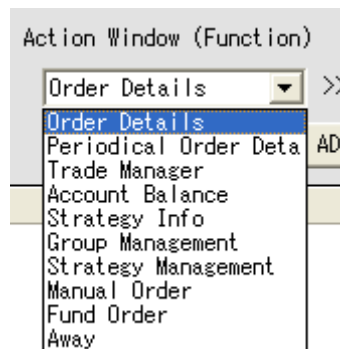 Action Window (Function)
Order Details >>
Order Details
Periodical Order Deta AD
Trade Manager
Account Balance
Strategy Info
Group Management
Strategy Management
Manual Order
Fund Order
Away